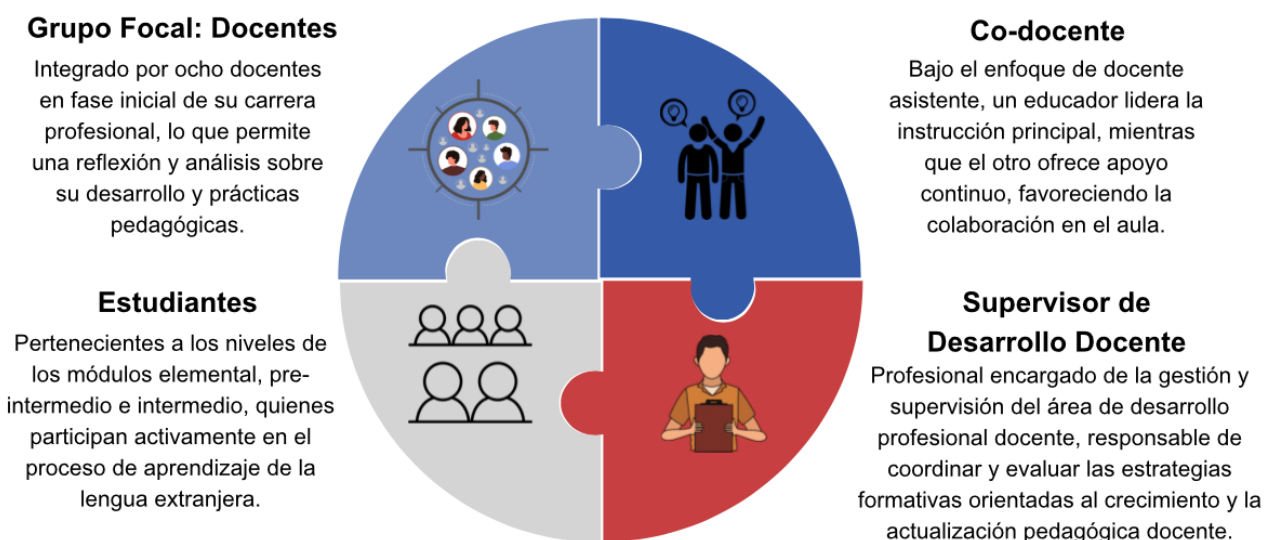 Grupo Focal: Docentes
Integrado por ocho docentes
en fase inicial de su carrera
profesional, lo que permite
una reflexión y análisis sobre
su desarrollo y prácticas
pedagógicas.
Co-docente
Bajo el enfoque de docente
asistente, un educador lidera la
instrucción principal, mientras
que el otro ofrece apoyo
continuo, favoreciendo la
colaboración en el aula.
Estudiantes
Pertenecientes a los niveles de
los módulos elemental, pre-
intermedio e intermedio, quienes
participan activamente en el
proceso de aprendizaje de la
lengua extranjera.
Supervisor de
Desarrollo Docente
Profesional encargado de la gestión y
supervisión del área de desarrollo
profesional docente, responsable de
coordinar y evaluar las estrategias
formativas orientadas al crecimiento y la
actualización pedagógica docente.